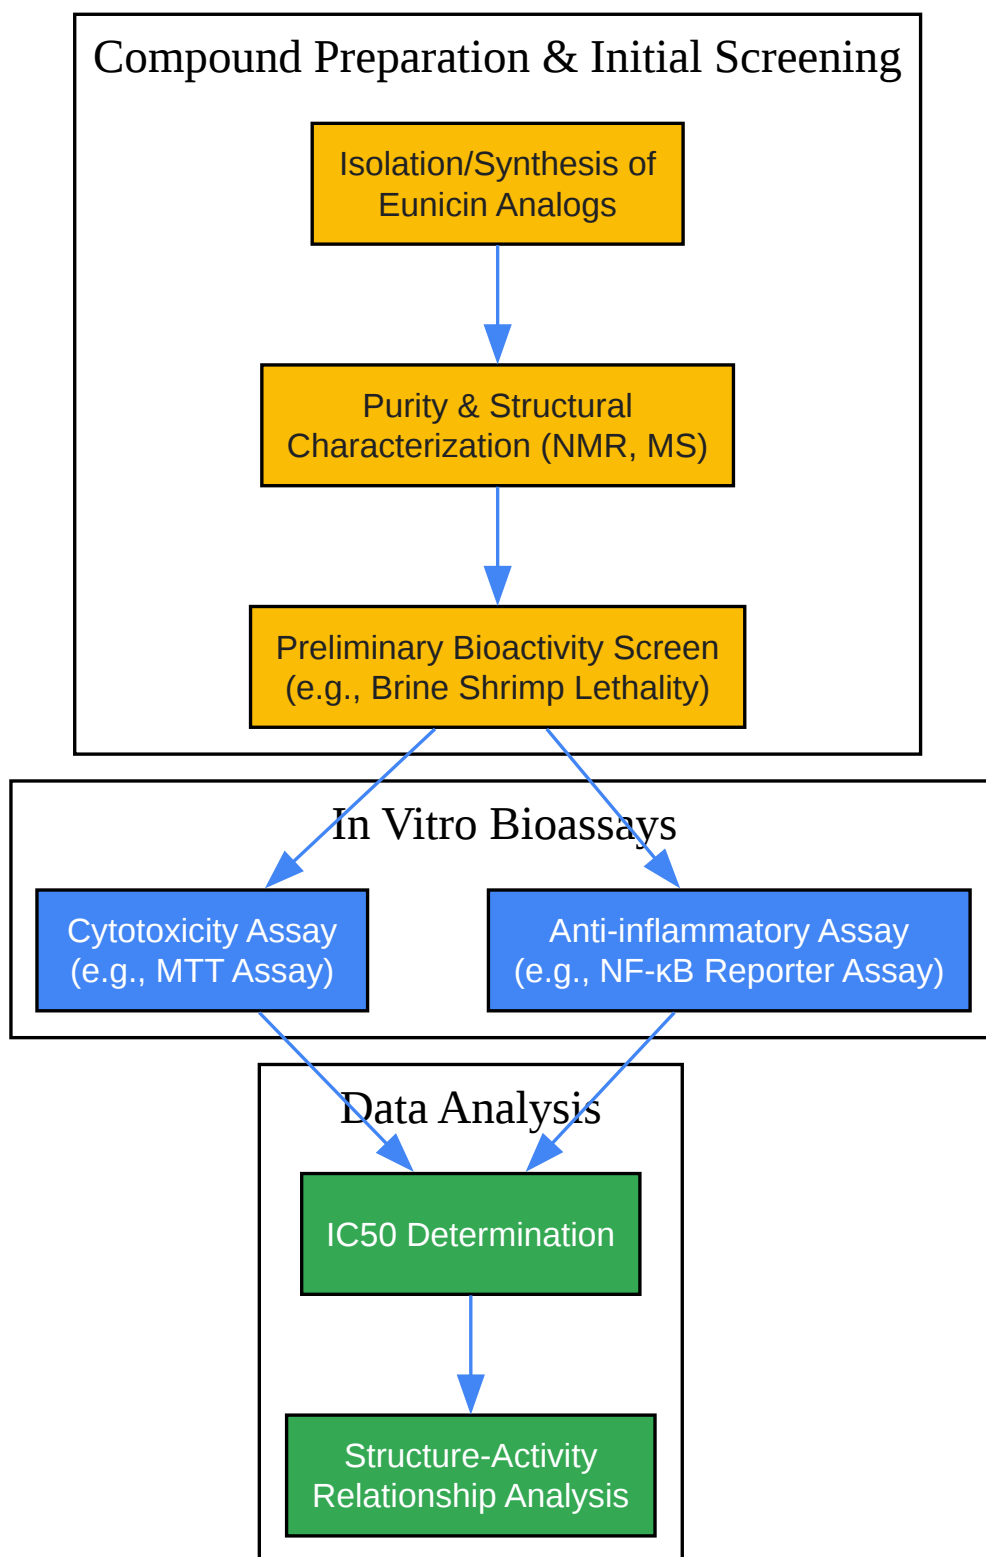 Compound Preparation & Initial Screening
Isolation/Synthesis of
Eunicin Analogs
Purity & Structural
Characterization (NMR, MS)
Preliminary Bioactivity Screen
(e.g., Brine Shrimp Lethality)
In Vitro Bioassays
Cytotoxicity Assay
(e.g., MTT Assay)
Anti-inflammatory Assay
(e.g., NF-κB Reporter Assay)
Data Analysis
IC50 Determination
Structure-Activity
Relationship Analysis